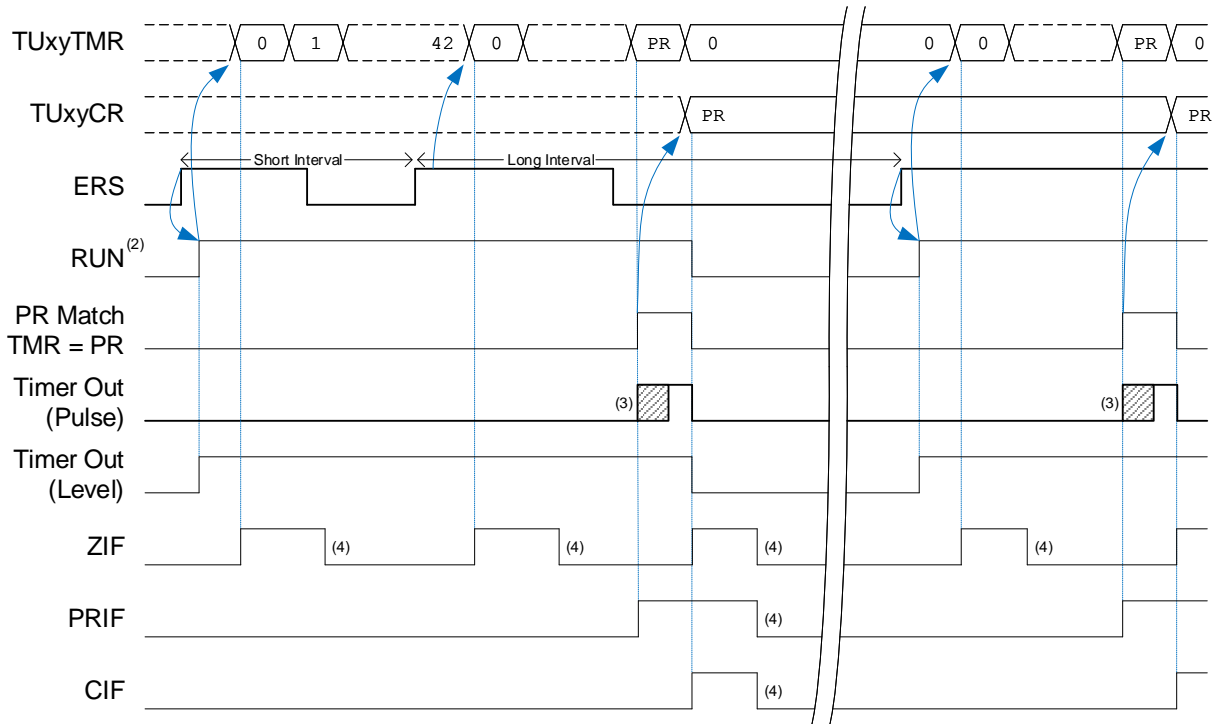 TUxyTMR 0 1 42 0 PR 0 0 0 PR 0
TUxyCR PR PR
Short Interval Long Interval
ERS
RUN(2)
PR Match
TMR = PR
Timer Out
(Pulse) (3) (3)
Timer Out
(Level)
ZIF (4) (4) (4) (4)
PRIF (4)
CIF (4)